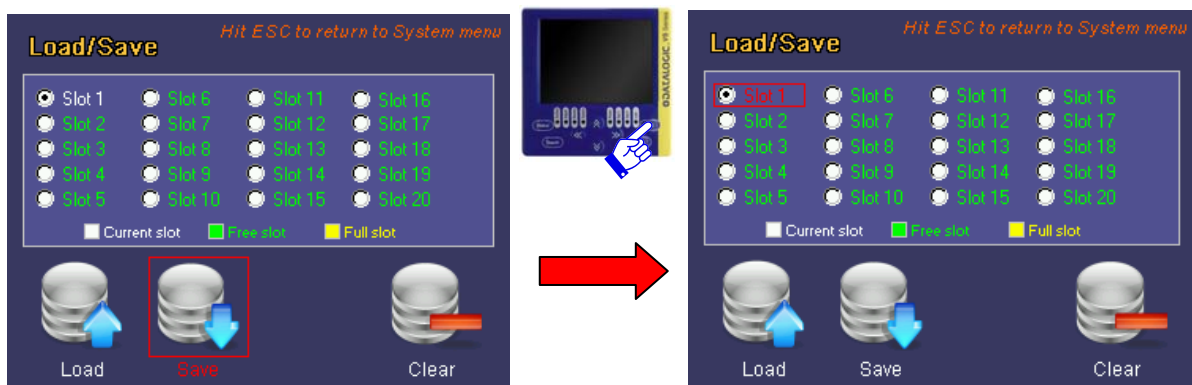 Hit ESC to return to System menu
Load/Save
Slot 1 Slot 6 Slot 11 Slot 16
Slot 2 Slot 7 Slot 12 Slot 17
Slot 3 Slot 8 Slot 13 Slot 18
Slot 4 Slot 9 Slot 14 Slot 19
Slot 5 Slot 10 Slot 15 Slot 20
Current slot Free slot Full slot
Load Save Clear
DATALOGIC VS Series
Hit ESC to return to System menu
Load/Save
Slot 1 Slot 6 Slot 11 Slot 16
Slot 2 Slot 7 Slot 12 Slot 17
Slot 3 Slot 8 Slot 13 Slot 18
Slot 4 Slot 9 Slot 14 Slot 19
Slot 5 Slot 10 Slot 15 Slot 20
Current slot Free slot Full slot
Load Save Clear